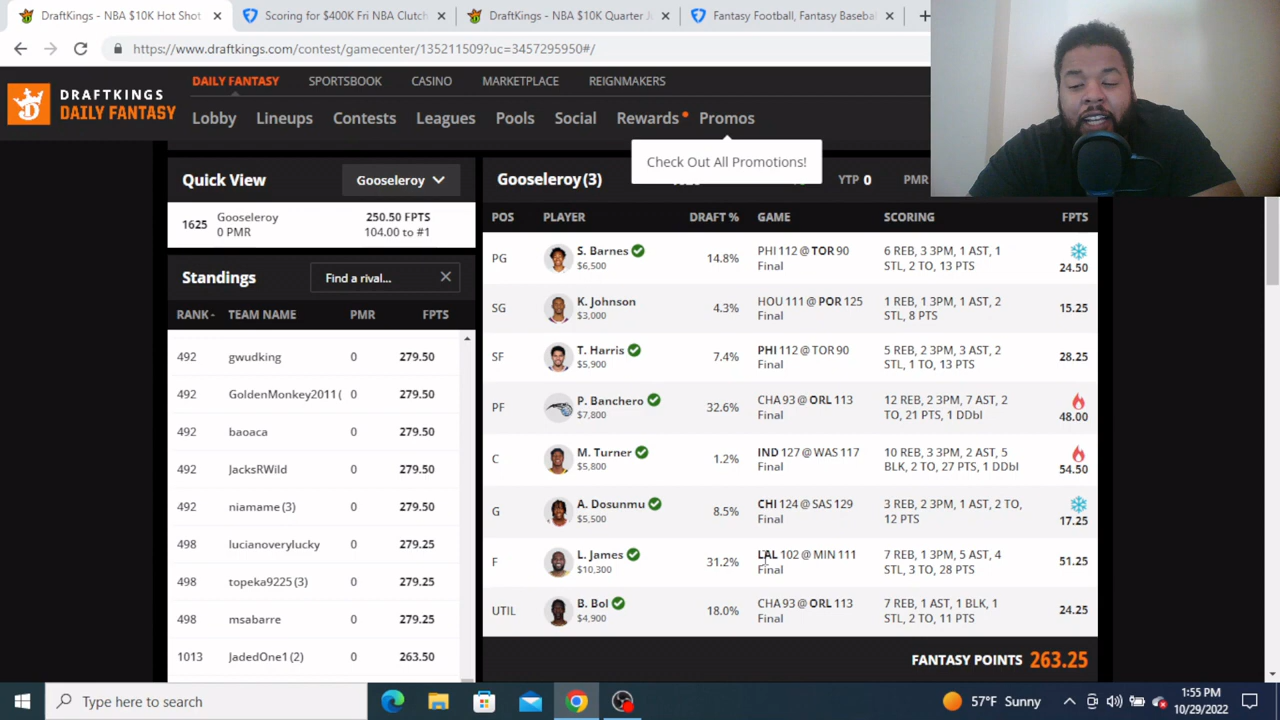 DraftKings - NBA $10K Hot Shot
Scoring for $400K Fri NBA Clutch
DraftKings - NBA $10K Quarter Ju
Fantasy Football, Fantasy Basebal
https://www.draftkings.com/contest/gamecenter/135211509?uc=3457295950#/
DRAFTKINGS
DAILY FANTASY
DAILY FANTASY SPORTSBOOK CASINO MARKETPLACE REIGNMAKERS
Lobby Lineups Contests Leagues Pools Social Rewards Promos
Check Out All Promotions!
Quick View Gooseleroy
1625 Gooseleroy 250.50 FPTS
0 PMR 104.00 to #1
Standings Find a rival...
RANK TEAM NAME PMR FPTS
492 gwudking 0 279.50
492 GoldenMonkey2011( 0 279.50
492 baoaca 0 279.50
492 JacksRWild 0 279.50
492 niamame (3) 0 279.50
498 lucianoverylucky 0 279.25
498 topeka9225 (3) 0 279.25
498 msabarre 0 279.25
1013 JadedOne1 (2) 0 263.50
Gooseleroy (3) YTP 0 PMR
POS PLAYER DRAFT % GAME SCORING FPTS
PG S. Barnes $6,500 14.8% PHI 112 @ TOR 90 Final 6 REB, 3 3PM, 1 AST, 1
STL, 2 TO, 13 PTS 24.50
SG K. Johnson $3,000 4.3% HOU 111 @ POR 125 Final 1 REB, 1 3PM, 1 AST, 2
STL, 8 PTS 15.25
SF T. Harris $5,900 7.4% PHI 112 @ TOR 90 Final 5 REB, 2 3PM, 3 AST, 2
STL, 1 TO, 13 PTS 28.25
PF P. Banchero $7,800 32.6% CHA 93 @ ORL 113 Final 12 REB, 2 3PM, 7 AST, 2
TO, 21 PTS, 1 DDbl 48.00
C M. Turner $5,800 1.2% IND 127 @ WAS 117 Final 10 REB, 3 3PM, 2 AST, 5
BLK, 2 TO, 27 PTS, 1 DDbl 54.50
G A. Dosunmu $5,500 8.5% CHI 124 @ SAS 129 Final 3 REB, 2 3PM, 1 AST, 2 TO,
12 PTS 17.25
F L. James $10,300 31.2% LAL 102 @ MIN 111 Final 7 REB, 1 3PM, 5 AST, 4
STL, 3 TO, 28 PTS 51.25
UTIL B. Bol $4,900 18.0% CHA 93 @ ORL 113 Final 7 REB, 1 AST, 1 BLK, 1
STL, 2 TO, 11 PTS 24.25
FANTASY POINTS 263.25
Type here to search
57°F Sunny
1:55 PM
10/29/2022